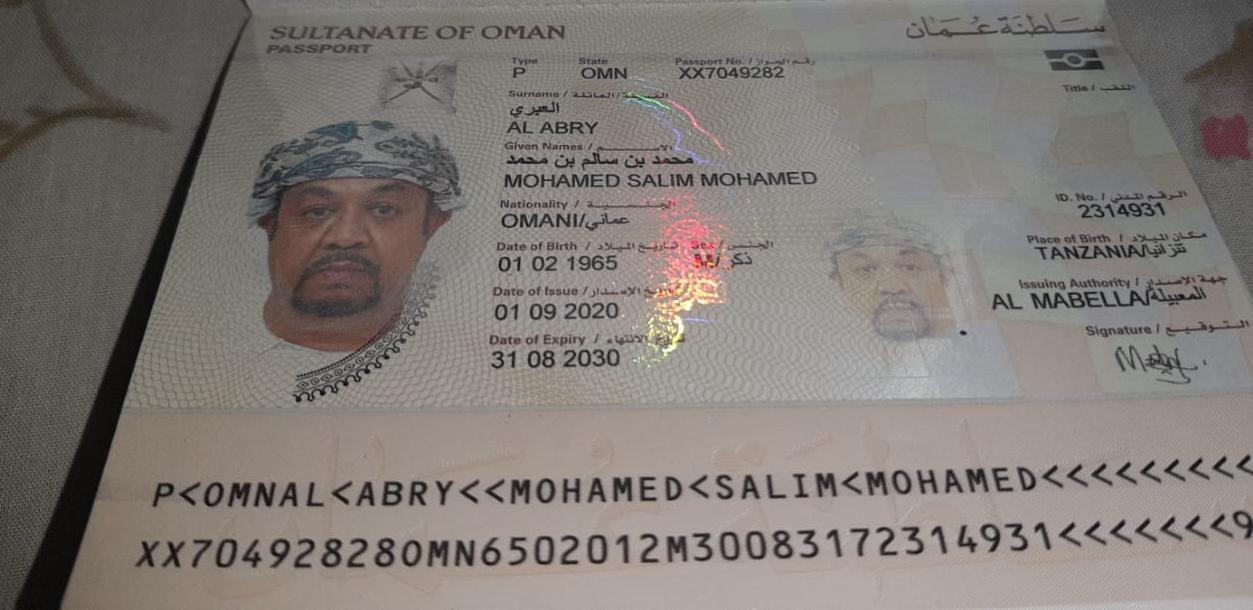 SULTANATE OF OMAN
سلطنة عمان
PASSPORT
Type
State
Passport No. / رقم الجواز
P
OMN
XX7049282
Title / اللقب
Surname / القبيلة/العائلة
العبري
AL ABRY
Given Names / الاسم
محمد بن سالم بن محمد
MOHAMED SALIM MOHAMED
Nationality / الجنسية
OMANI/عماني
ID. No. / الرقم المدني
2314931
Date of Birth / تاريخ الميلاد
Sex / الجنس
01 02 1965
M/ذكر
Place of Birth / مكان الميلاد
TANZANIA/تنزانيا
Date of Issue / تاريخ الاصدار
01 09 2020
Issuing Authority / جهة الاصدار
AL MABELLA/المعبيلة
Date of Expiry / تاريخ الانتهاء
31 08 2030
Signature / التوقيع
P<OMNAL<ABRY<<MOHAMED<SALIM<MOHAMED<<<<<<<<<
XX704928280MN6502012M30083172314931<<<<<<<9